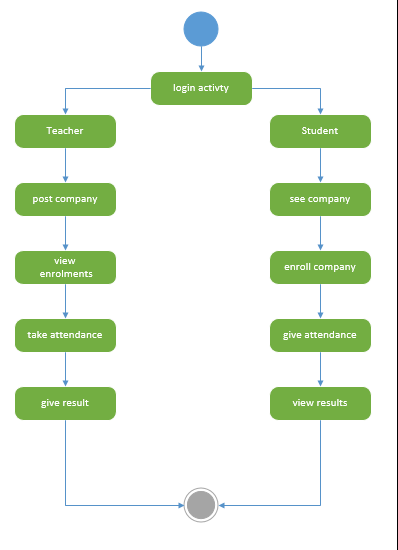 login activty
Teacher
Student
post company
see company
view
enrolments
enroll company
take attendance
give attendance
give result
view results